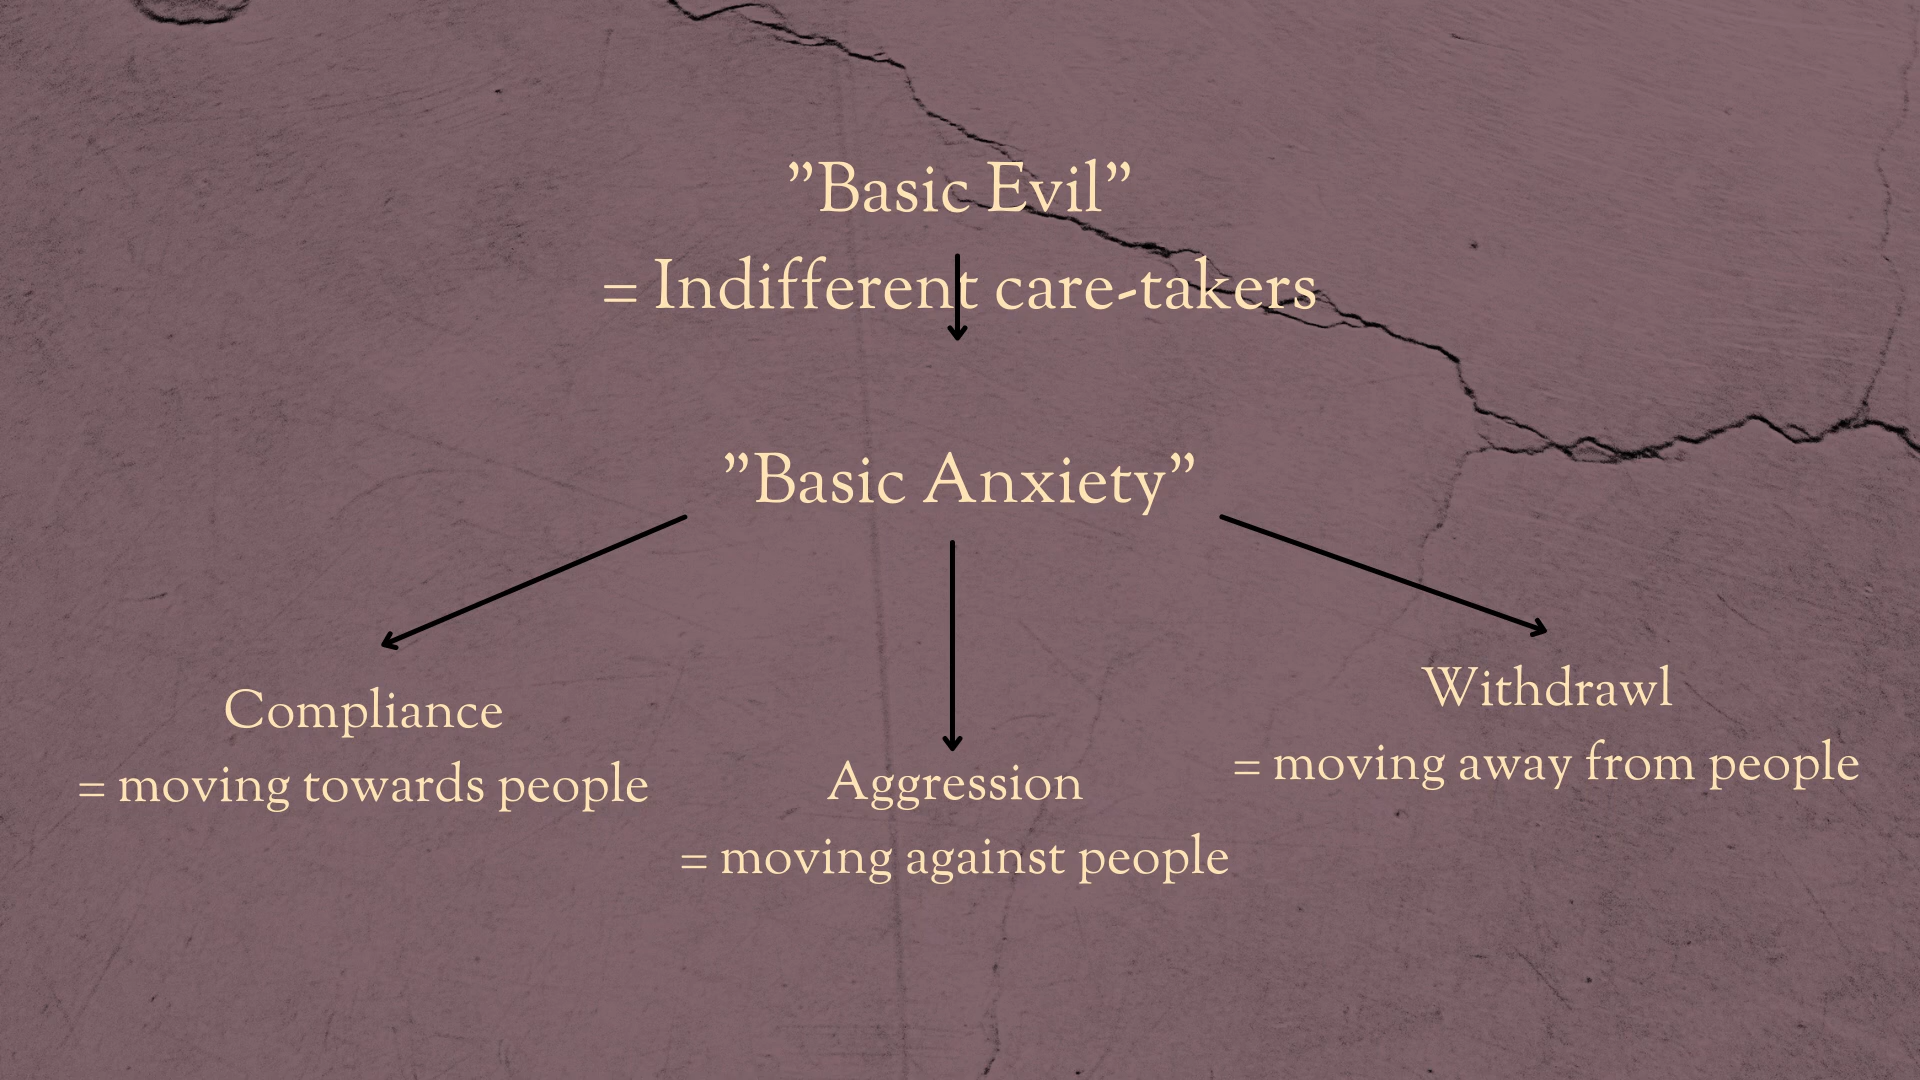 ”Basic Evil”
= Indifferent care-takers
”Basic Anxiety”
Compliance
= moving towards people
Aggression
= moving against people
Withdrawl
= moving away from people